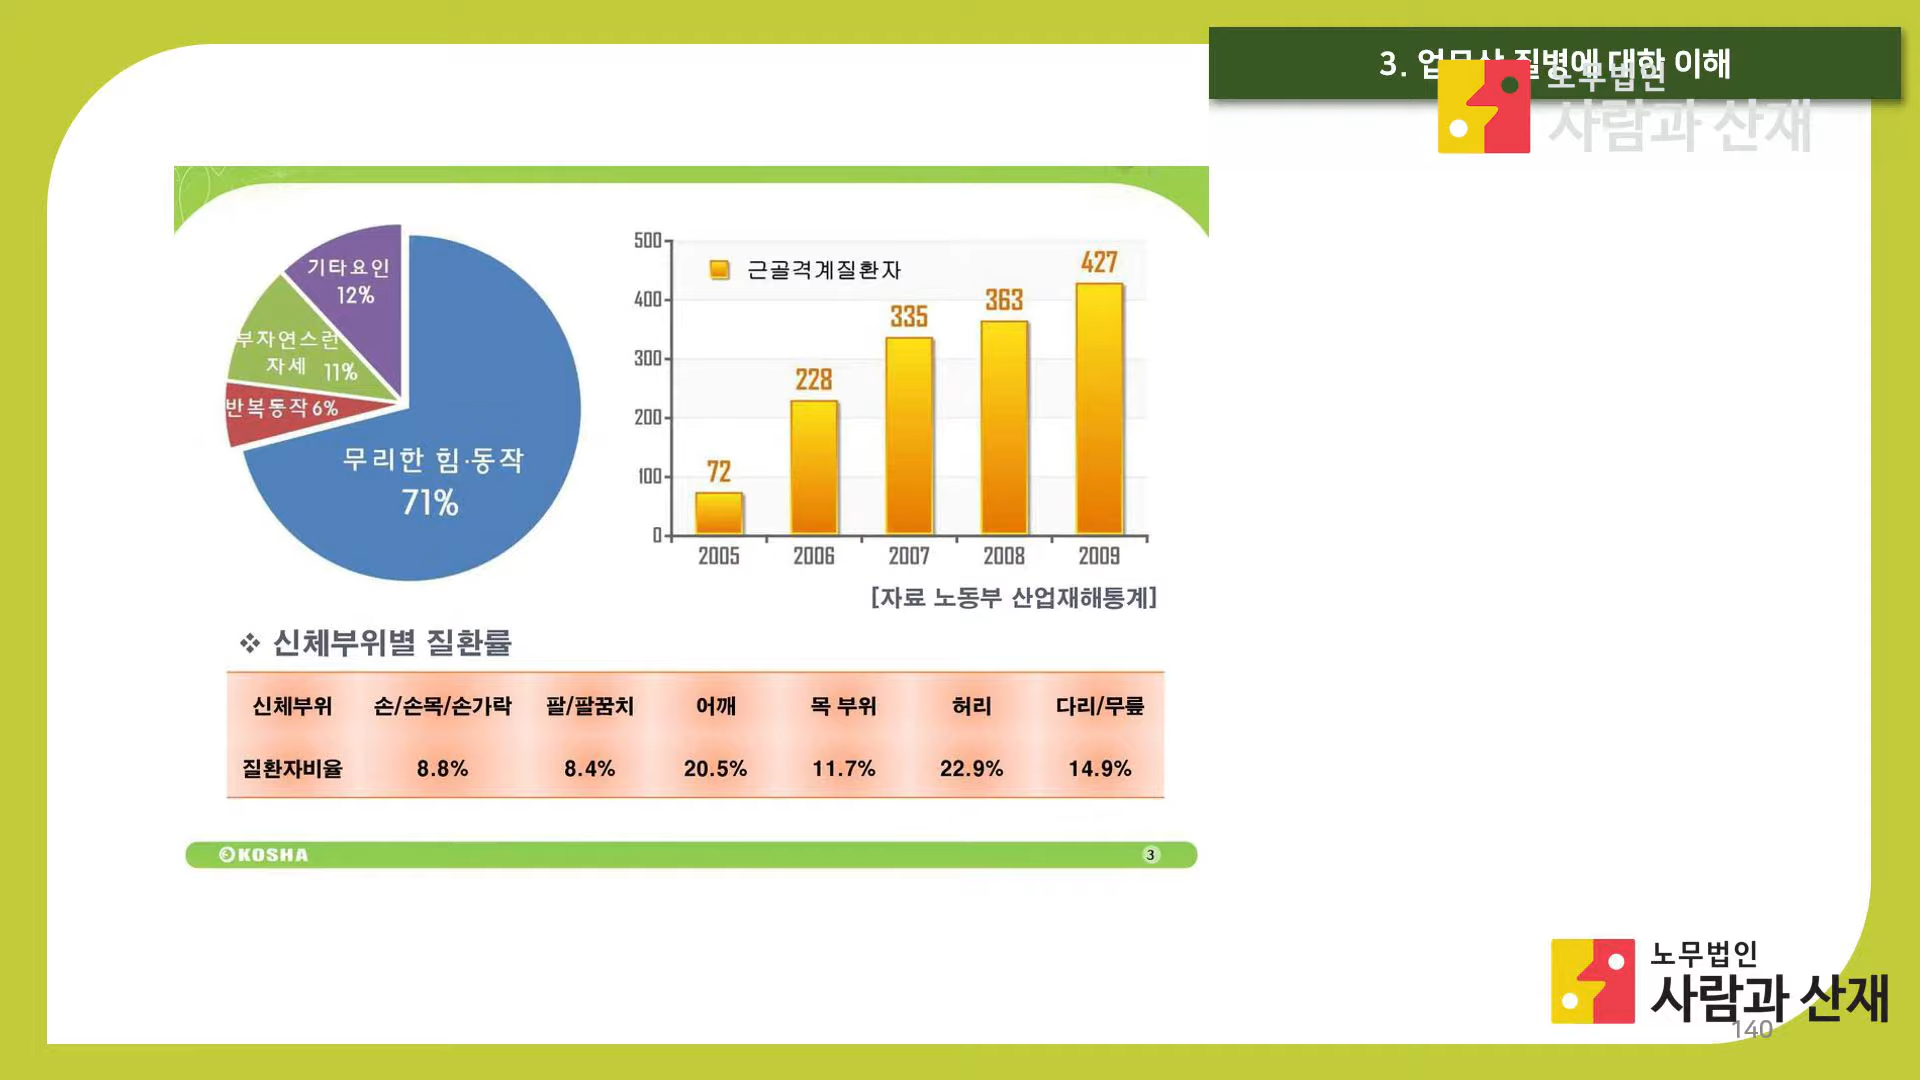 3. 업무상 질병에 대한 이해
노무법인
사람과 산재
기타요인
12%
부자연스런
자세 11%
반복동작 6%
무리한 힘·동작
71%
500
400
300
200
100
0
근골격계질환자
72
228
335
363
427
2005 2006 2007 2008 2009
[자료 노동부 산업재해통계]
❖ 신체부위별 질환률
신체부위 손/손목/손가락 팔/팔꿈치 어깨 목 부위 허리 다리/무릎
질환자비율 8.8% 8.4% 20.5% 11.7% 22.9% 14.9%
KOSHA
3
노무법인
사람과 산재
140